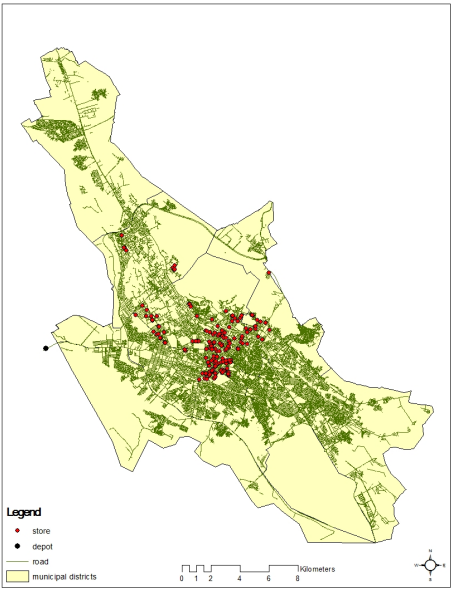 Legend
store
depot
road
municipal districts
0 1 2 4 6 8 Kilometers
N
W E
S